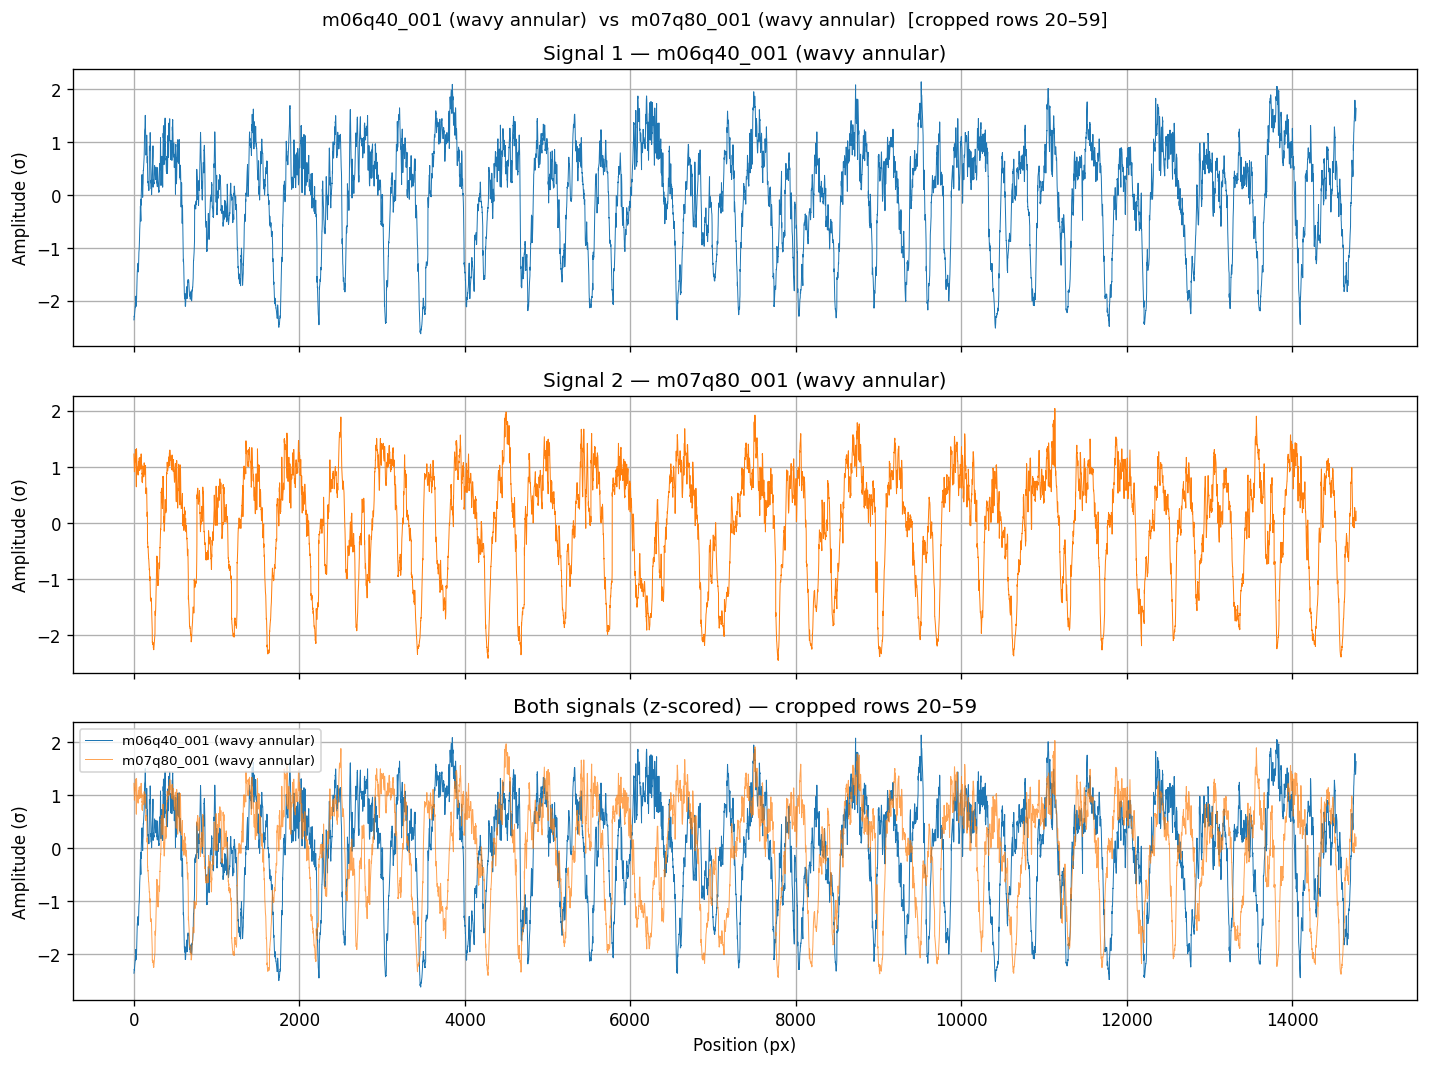 m06q40_001 (wavy annular)  vs  m07q80_001 (wavy annular)  [cropped rows 20–59]
Signal 1 — m06q40_001 (wavy annular)
Amplitude (σ)
2
1
0
−1
−2
Signal 2 — m07q80_001 (wavy annular)
Amplitude (σ)
2
1
0
−1
−2
Both signals (z-scored) — cropped rows 20–59
Amplitude (σ)
2
1
0
−1
−2
m06q40_001 (wavy annular)
m07q80_001 (wavy annular)
0 2000 4000 6000 8000 10000 12000 14000
Position (px)